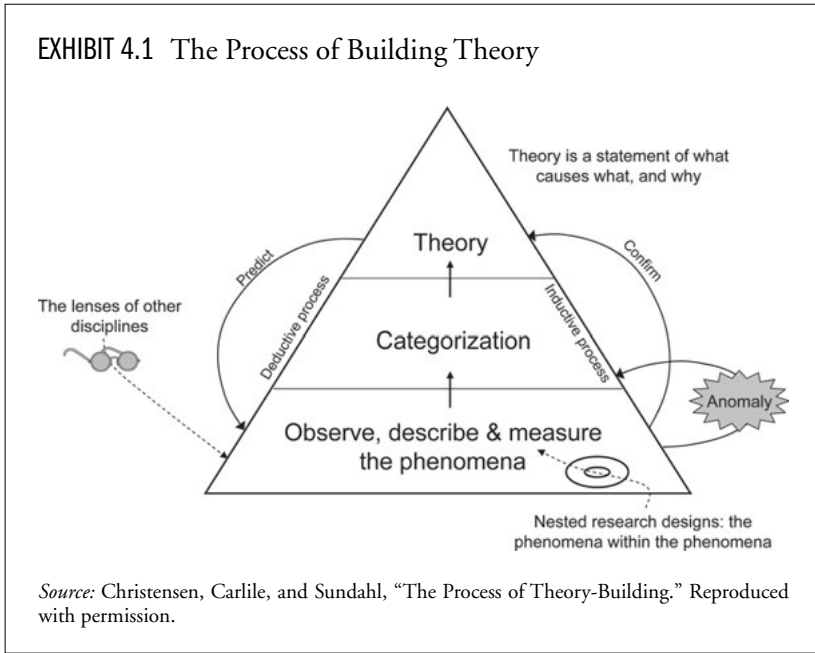 EXHIBIT 4.1 The Process of Building Theory
Theory is a statement of what
causes what, and why
Theory
Predict
Confirm
The lenses of other
disciplines
Deductive process
Inductive process
Categorization
Anomaly
Observe, describe & measure
the phenomena
Nested research designs: the
phenomena within the phenomena
Source: Christensen, Carlile, and Sundahl, “The Process of Theory-Building.” Reproduced
with permission.